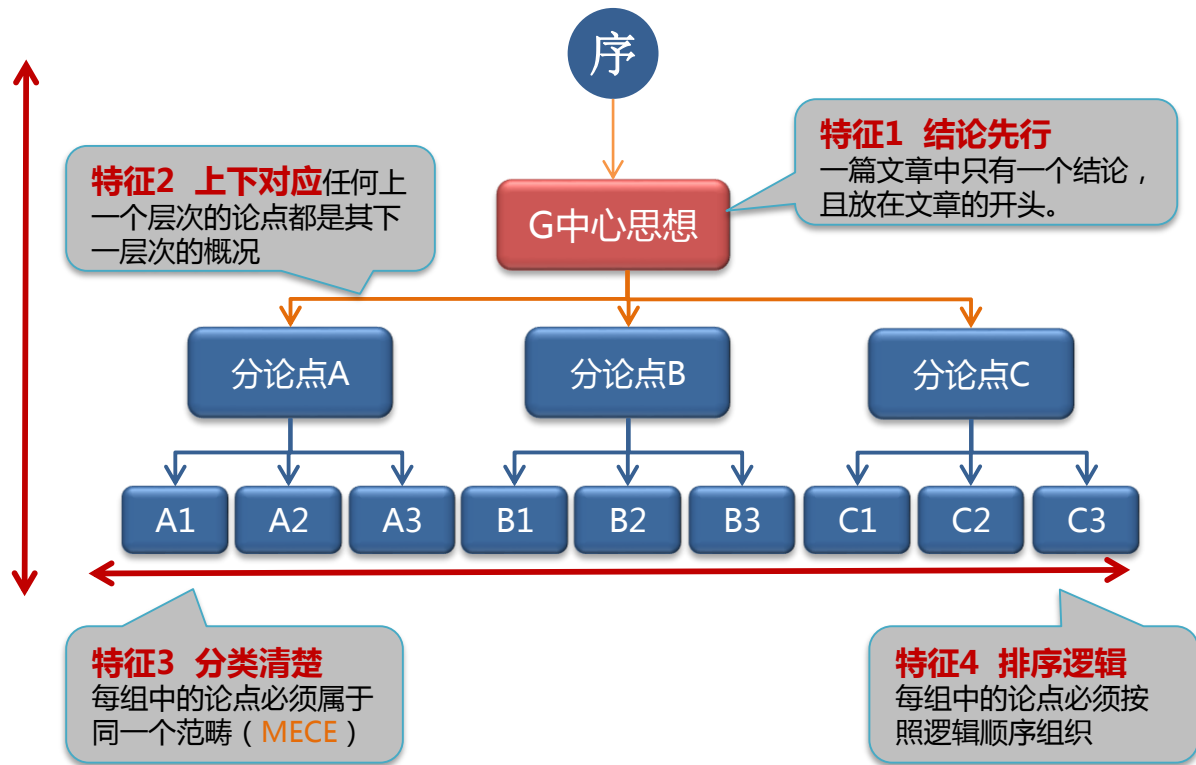 序
特征1 结论先行
一篇文章中只有一个结论，
且放在文章的开头。
特征2 上下对应任何上
一个层次的论点都是其下
一层次的概况
G中心思想
分论点A
分论点B
分论点C
A1
A2
A3
B1
B2
B3
C1
C2
C3
特征3 分类清楚
每组中的论点必须属于
同一个范畴（MECE）
特征4 排序逻辑
每组中的论点必须按
照逻辑顺序组织